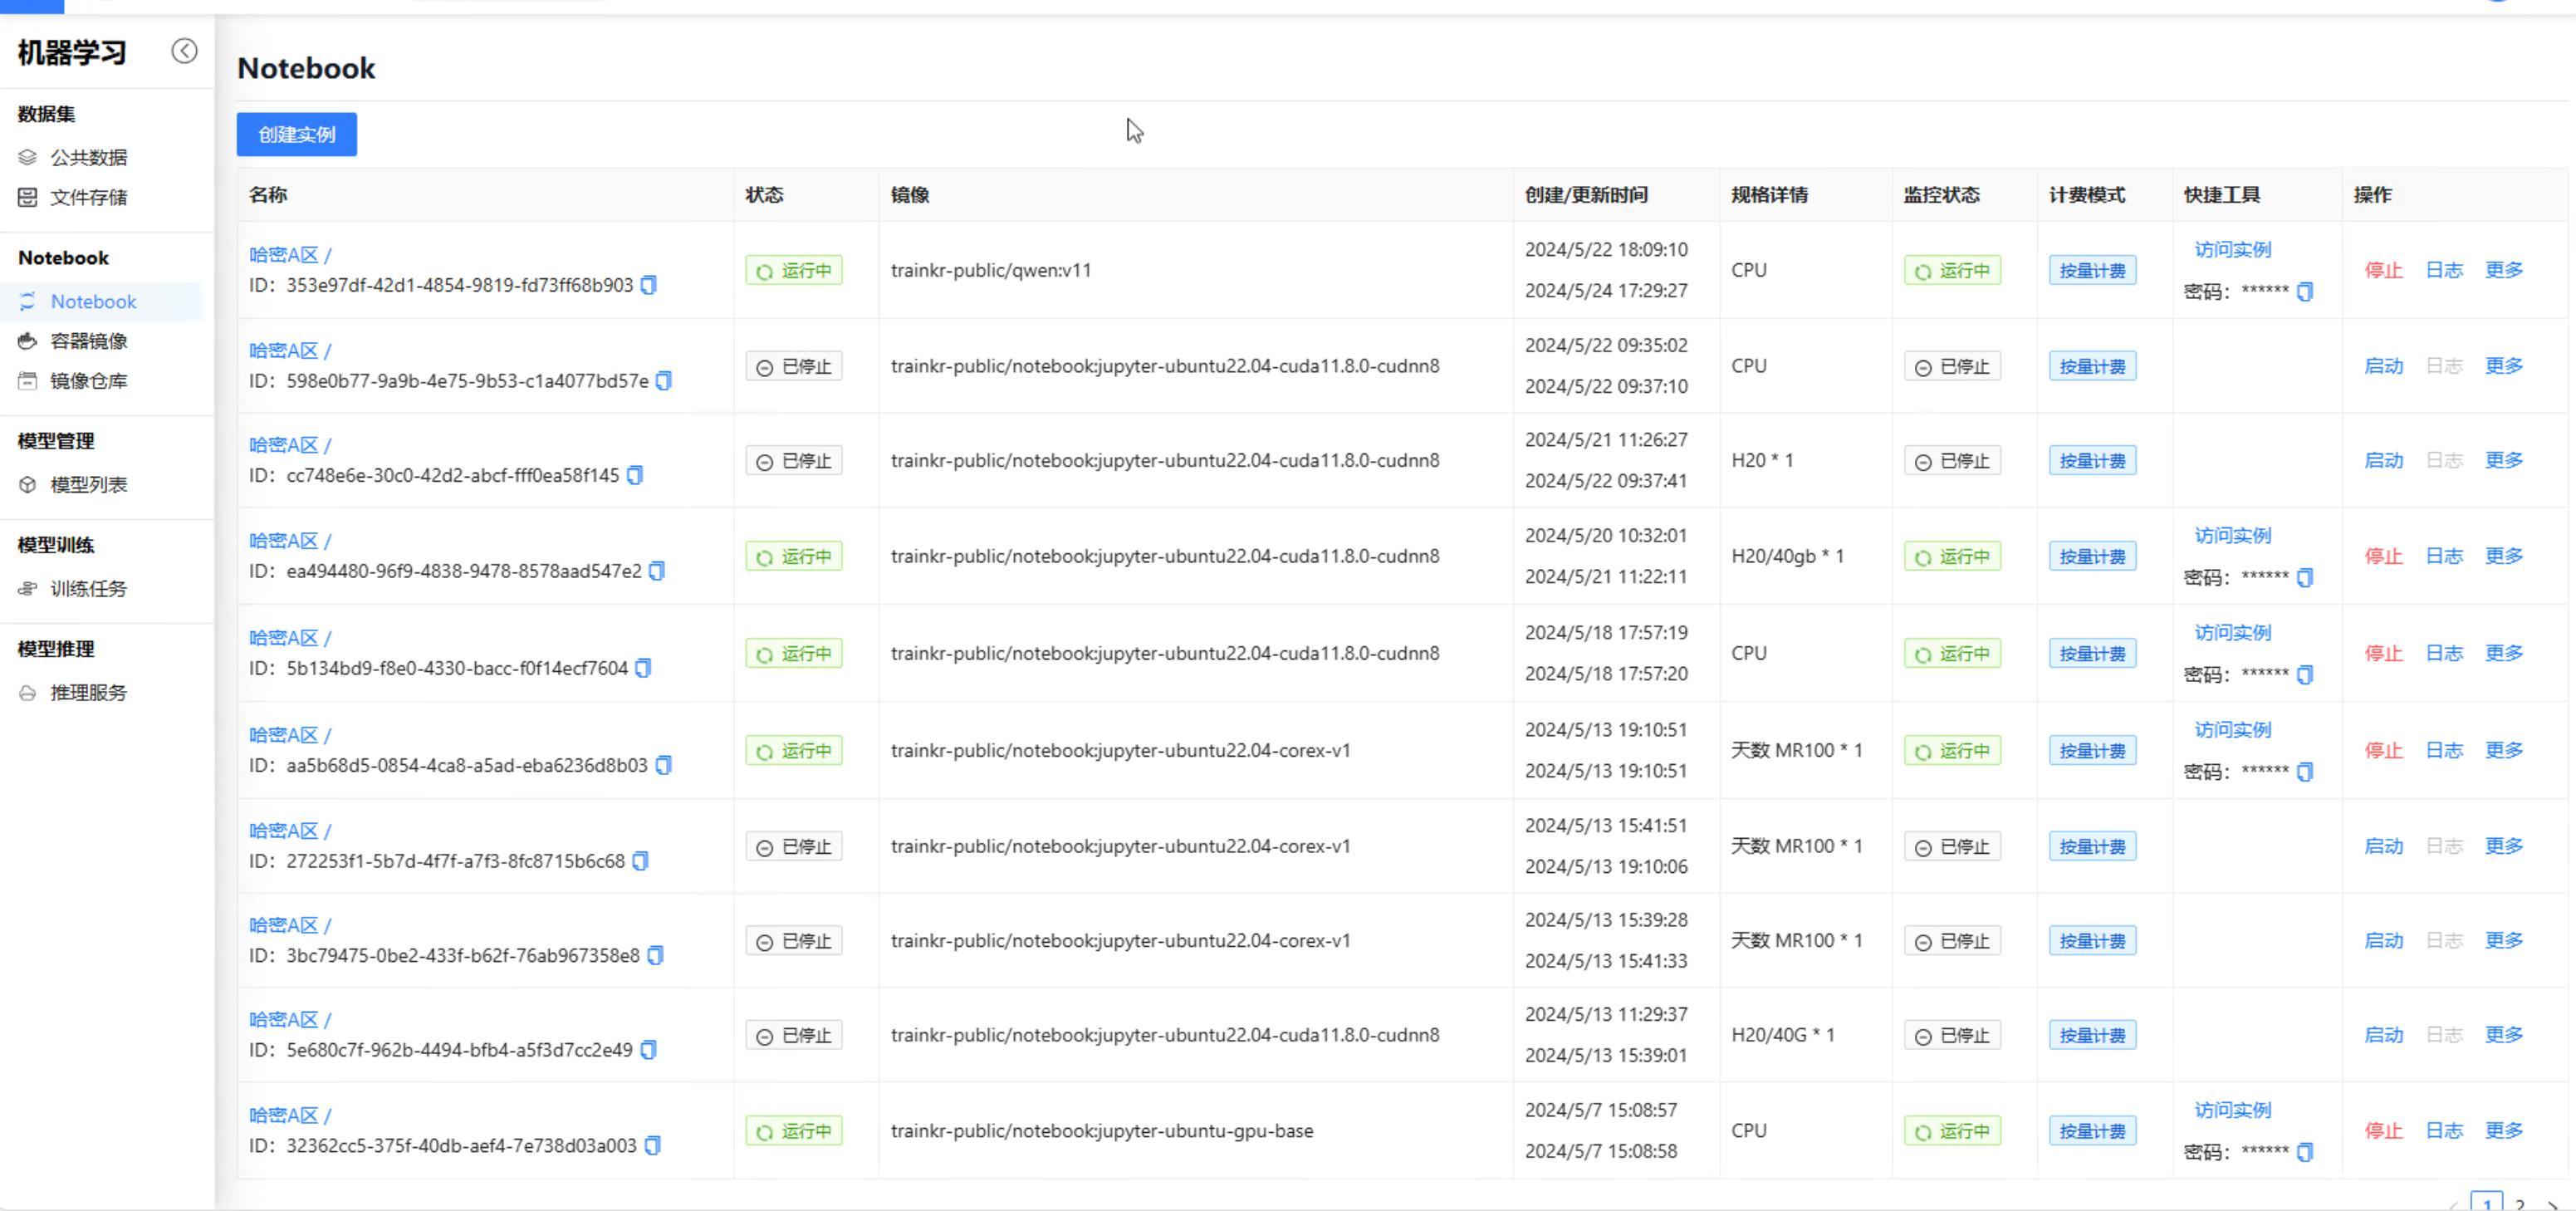 机器学习
数据集
公共数据
文件存储
Notebook
Notebook
容器镜像
镜像仓库
模型管理
模型列表
模型训练
训练任务
模型推理
推理服务
Notebook
创建实例
名称 状态 镜像 创建/更新时间 规格详情 监控状态 计费模式 快捷工具 操作
哈密A区 /
ID: 353e97df-42d1-4854-9819-fd73ff68b903
运行中 trainkr-public/qwen:v11
2024/5/22 18:09:10
2024/5/24 17:29:27
CPU 运行中 按量计费
访问实例
密码: ******
停止 日志 更多
哈密A区 /
ID: 598e0b77-9a9b-4e75-9b53-c1a4077bd57e
已停止 trainkr-public/notebook:jupyter-ubuntu22.04-cuda11.8.0-cudnn8
2024/5/22 09:35:02
2024/5/22 09:37:10
CPU 已停止 按量计费 启动 日志 更多
哈密A区 /
ID: cc748e6e-30c0-42d2-abcf-fff0ea58f145
已停止 trainkr-public/notebook:jupyter-ubuntu22.04-cuda11.8.0-cudnn8
2024/5/21 11:26:27
2024/5/22 09:37:41
H20 * 1 已停止 按量计费 启动 日志 更多
哈密A区 /
ID: ea494480-96f9-4838-9478-8578aad547e2
运行中 trainkr-public/notebook:jupyter-ubuntu22.04-cuda11.8.0-cudnn8
2024/5/20 10:32:01
2024/5/21 11:22:11
H20/40gb * 1 运行中 按量计费
访问实例
密码: ******
停止 日志 更多
哈密A区 /
ID: 5b134bd9-f8e0-4330-bacc-f0f14ecf7604
运行中 trainkr-public/notebook:jupyter-ubuntu22.04-cuda11.8.0-cudnn8
2024/5/18 17:57:19
2024/5/18 17:57:20
CPU 运行中 按量计费
访问实例
密码: ******
停止 日志 更多
哈密A区 /
ID: aa5b68d5-0854-4ca8-a5ad-eba6236d8b03
运行中 trainkr-public/notebook:jupyter-ubuntu22.04-corex-v1
2024/5/13 19:10:51
2024/5/13 19:10:51
天数 MR100 * 1 运行中 按量计费
访问实例
密码: ******
停止 日志 更多
哈密A区 /
ID: 272253f1-5b7d-4f7f-a7f3-8fc8715b6c68
已停止 trainkr-public/notebook:jupyter-ubuntu22.04-corex-v1
2024/5/13 15:41:51
2024/5/13 19:10:06
天数 MR100 * 1 已停止 按量计费 启动 日志 更多
哈密A区 /
ID: 3bc79475-0be2-433f-b62f-76ab967358e8
已停止 trainkr-public/notebook:jupyter-ubuntu22.04-corex-v1
2024/5/13 15:39:28
2024/5/13 15:41:33
天数 MR100 * 1 已停止 按量计费 启动 日志 更多
哈密A区 /
ID: 5e680c7f-962b-4494-bfb4-a5f3d7cc2e49
已停止 trainkr-public/notebook:jupyter-ubuntu22.04-cuda11.8.0-cudnn8
2024/5/13 11:29:37
2024/5/13 15:39:01
H20/40G * 1 已停止 按量计费 启动 日志 更多
哈密A区 /
ID: 32362cc5-375f-40db-aef4-7e738d03a003
运行中 trainkr-public/notebook:jupyter-ubuntu-gpu-base
2024/5/7 15:08:57
2024/5/7 15:08:58
CPU 运行中 按量计费
访问实例
密码: ******
停止 日志 更多
1 2